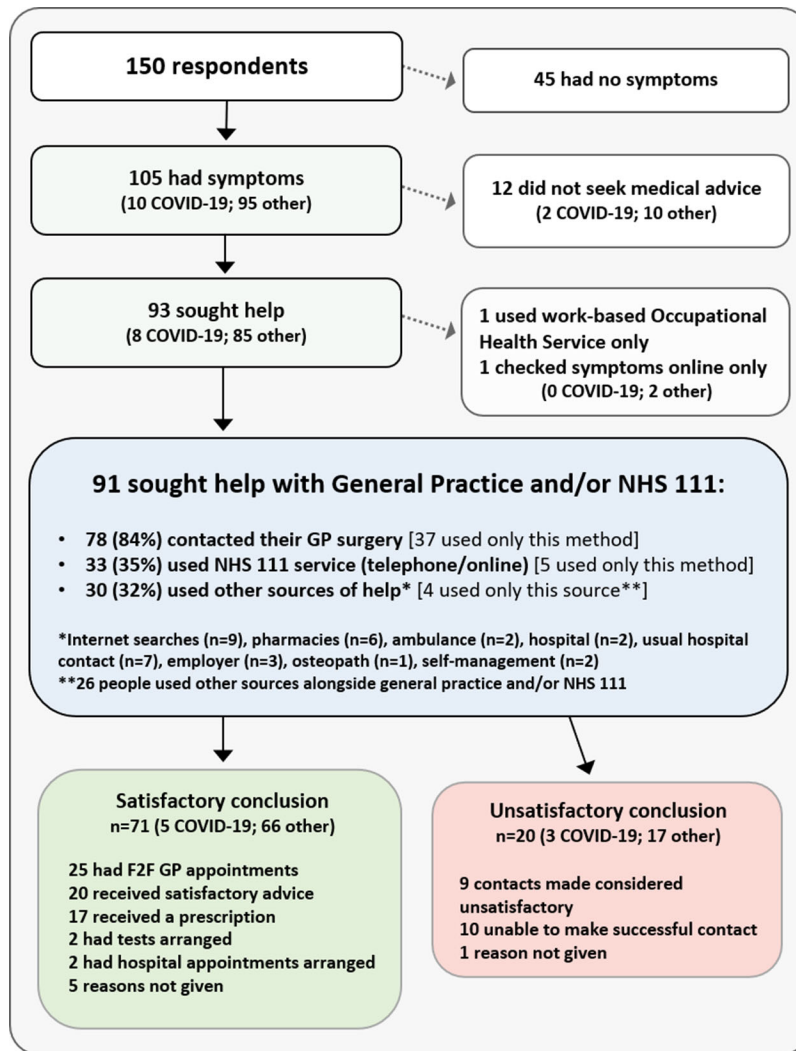 150 respondents
45 had no symptoms
105 had symptoms
(10 COVID-19; 95 other)
12 did not seek medical advice
(2 COVID-19; 10 other)
93 sought help
(8 COVID-19; 85 other)
1 used work-based Occupational
Health Service only
1 checked symptoms online only
(0 COVID-19; 2 other)
91 sought help with General Practice and/or NHS 111:
• 78 (84%) contacted their GP surgery [37 used only this method]
• 33 (35%) used NHS 111 service (telephone/online) [5 used only this method]
• 30 (32%) used other sources of help* [4 used only this source**]
*Internet searches (n=9), pharmacies (n=6), ambulance (n=2), hospital (n=2), usual hospital
contact (n=7), employer (n=3), osteopath (n=1), self-management (n=2)
**26 people used other sources alongside general practice and/or NHS 111
Satisfactory conclusion
n=71 (5 COVID-19; 66 other)
25 had F2F GP appointments
20 received satisfactory advice
17 received a prescription
2 had tests arranged
2 had hospital appointments arranged
5 reasons not given
Unsatisfactory conclusion
n=20 (3 COVID-19; 17 other)
9 contacts made considered
unsatisfactory
10 unable to make successful contact
1 reason not given